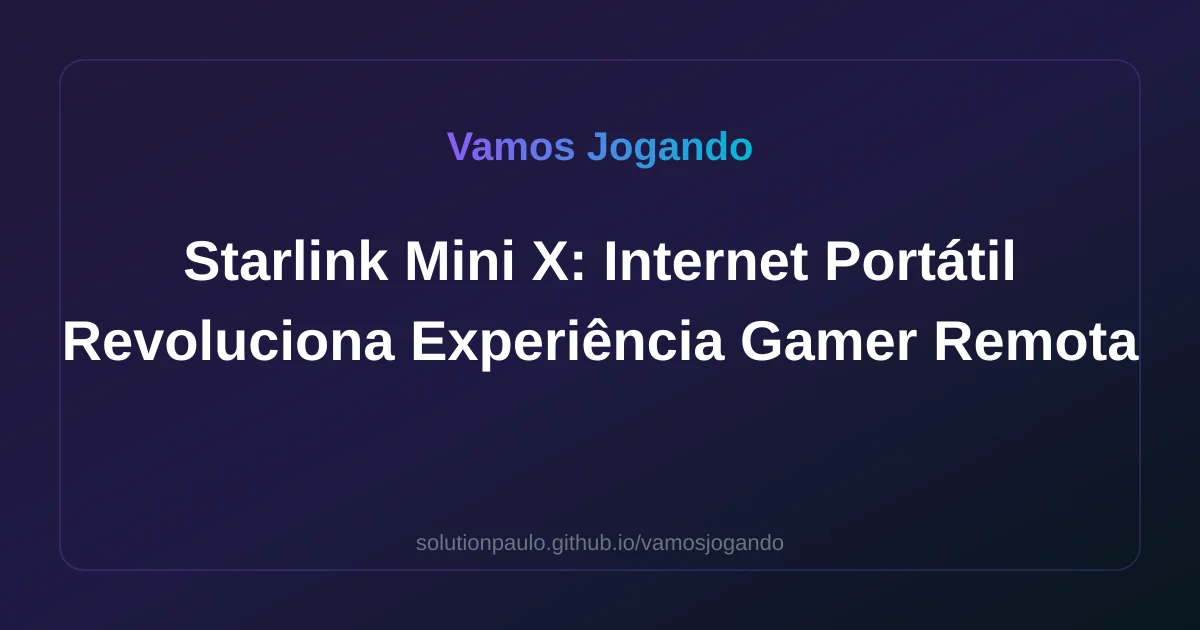 Vamos Jogando
Starlink Mini X: Internet Portátil
Revoluciona Experiência Gamer Remota
solutionpaulo.github.io/vamosjogando